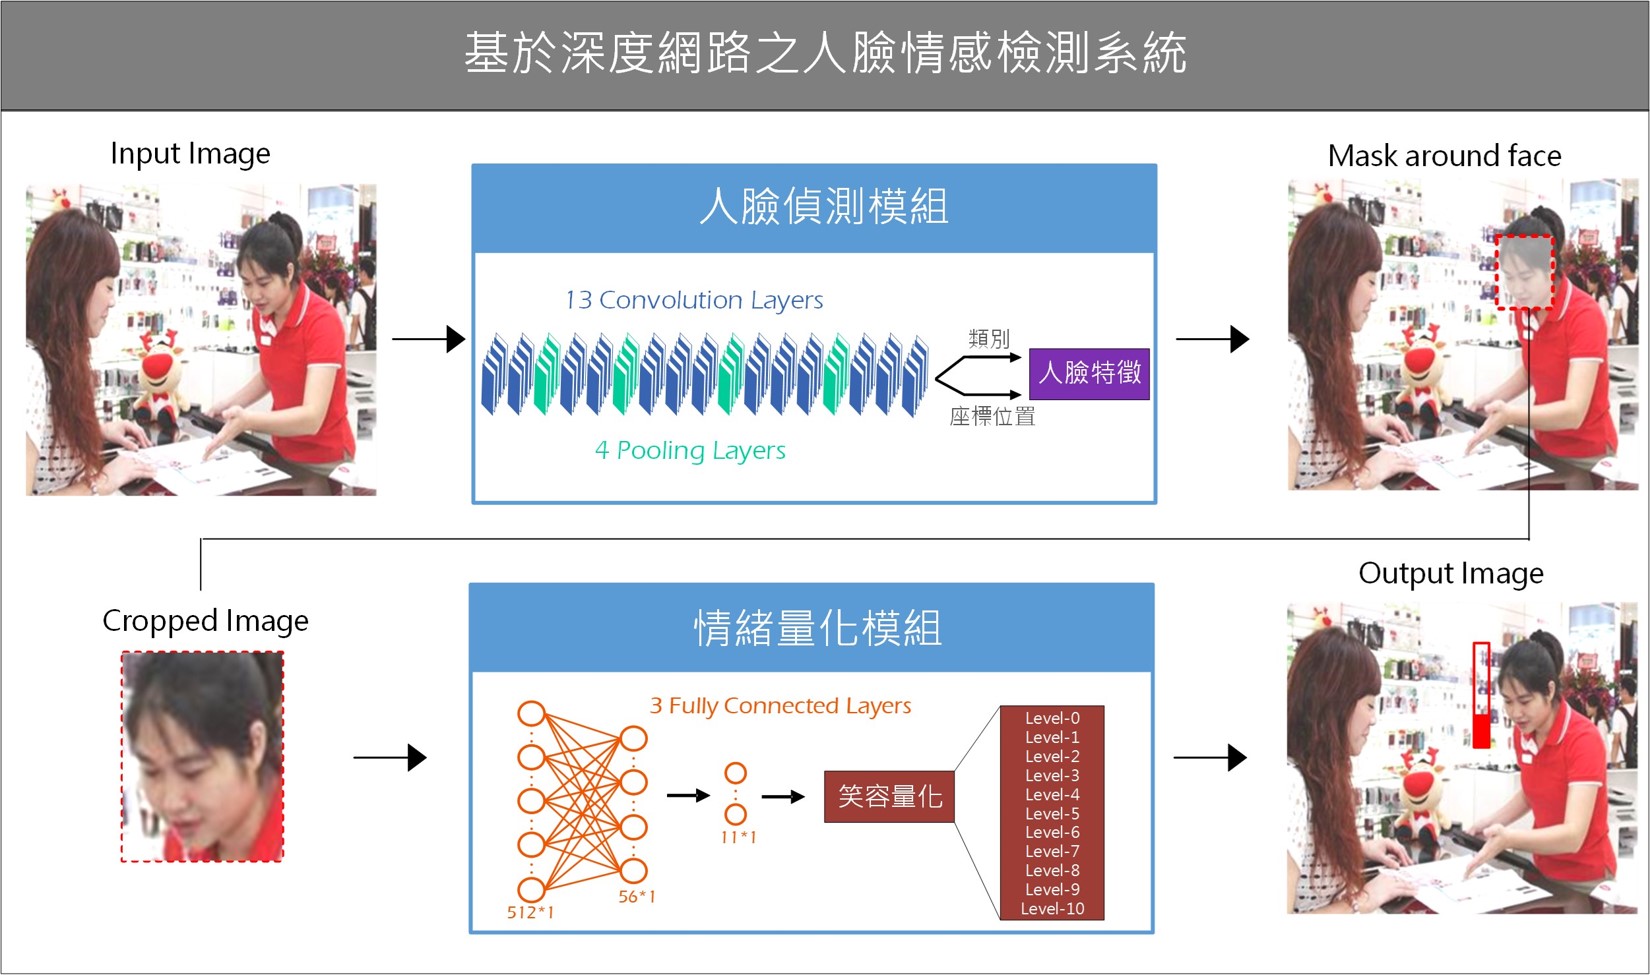 基於深度網路之人臉情感檢測系統
Input Image
人臉偵測模組
Mask around face
13 Convolution Layers
類別
人臉特徵
座標位置
4 Pooling Layers
Cropped Image
情緒量化模組
Output Image
3 Fully Connected Layers
512*1
56*1
11*1
笑容量化
Level-0
Level-1
Level-2
Level-3
Level-4
Level-5
Level-6
Level-7
Level-8
Level-9
Level-10